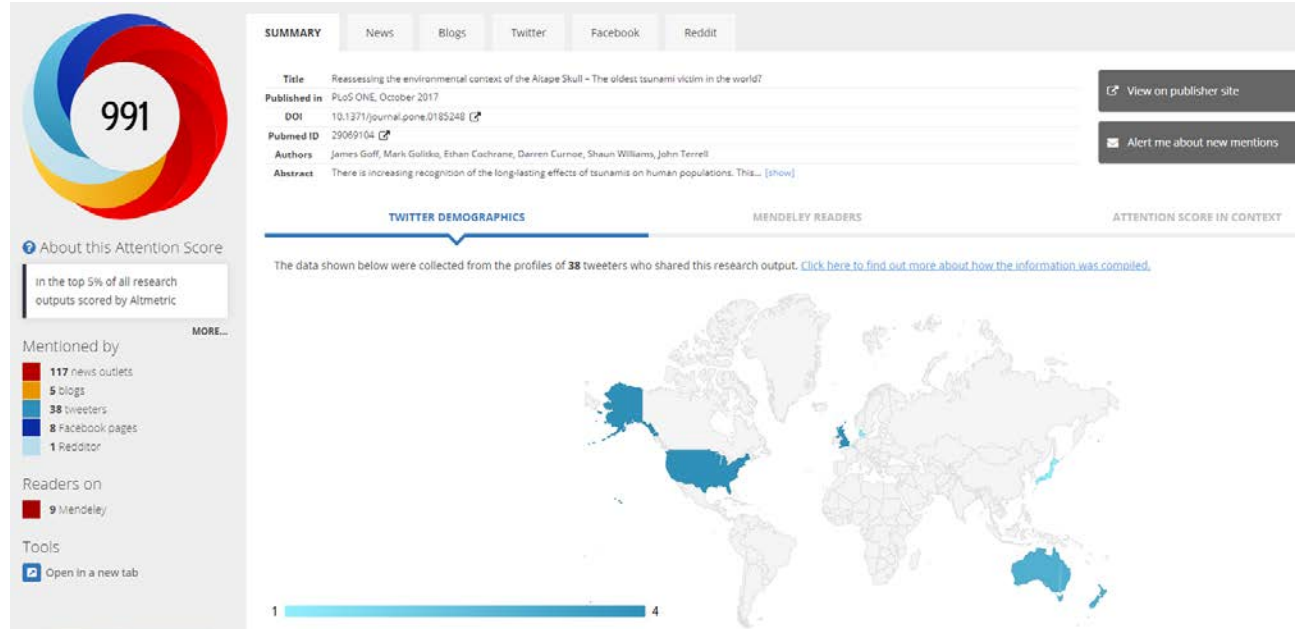 991
SUMMARY News Blogs Twitter Facebook Reddit
Title Reassessing the environmental context of the Aitape Skull – The oldest tsunami victim in the world?
Published in PLoS ONE, October 2017
DOI 10.1371/journal.pone.0185248
Pubmed ID 29069104
Authors James Goff, Mark Golitko, Ethan Cochrane, Darren Curnoe, Shaun Williams, John Terrell
Abstract There is increasing recognition of the long-lasting effects of tsunamis on human populations. This... [show]
View on publisher site
Alert me about new mentions
TWITTER DEMOGRAPHICS MENDELEY READERS ATTENTION SCORE IN CONTEXT
The data shown below were collected from the profiles of 38 tweeters who shared this research output. Click here to find out more about how the information was compiled.
? About this Attention Score
In the top 5% of all research
outputs scored by Altmetric
MORE...
Mentioned by
117 news outlets
5 blogs
38 tweeters
8 Facebook pages
1 Redditor
Readers on
9 Mendeley
Tools
Open in a new tab
1 4